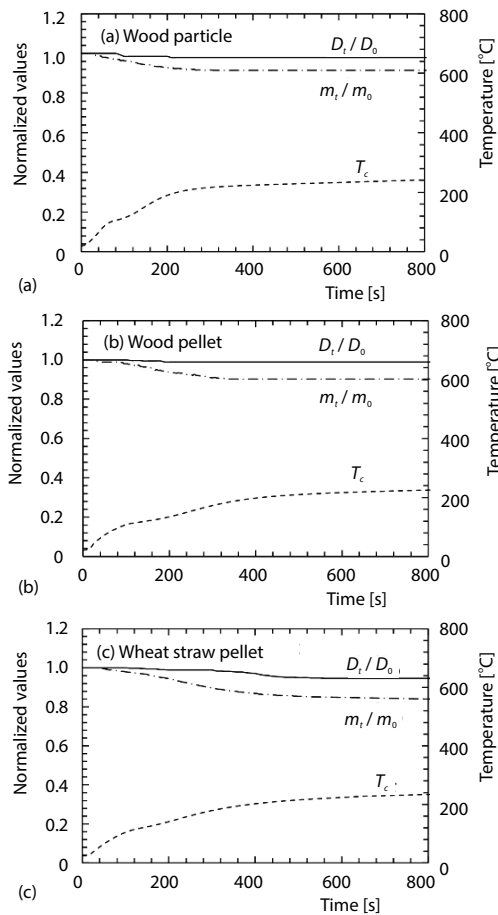 (a) Wood particle
Normalized values
Temperature [°C]
1.2
1.0
0.8
0.6
0.4
0.2
0
800
600
400
200
0
D_t / D_0
m_t / m_0
T_c
0 200 400 600 800
(a)
Time [s]
(b) Wood pellet
Normalized values
Temperature [°C]
1.2
1.0
0.8
0.6
0.4
0.2
0
800
600
400
200
0
D_t / D_0
m_t / m_0
T_c
0 200 400 600 800
(b)
Time [s]
(c) Wheat straw pellet
Normalized values
Temperature [°C]
1.2
1.0
0.8
0.6
0.4
0.2
0
800
600
400
200
0
D_t / D_0
m_t / m_0
T_c
0 200 400 600 800
(c)
Time [s]